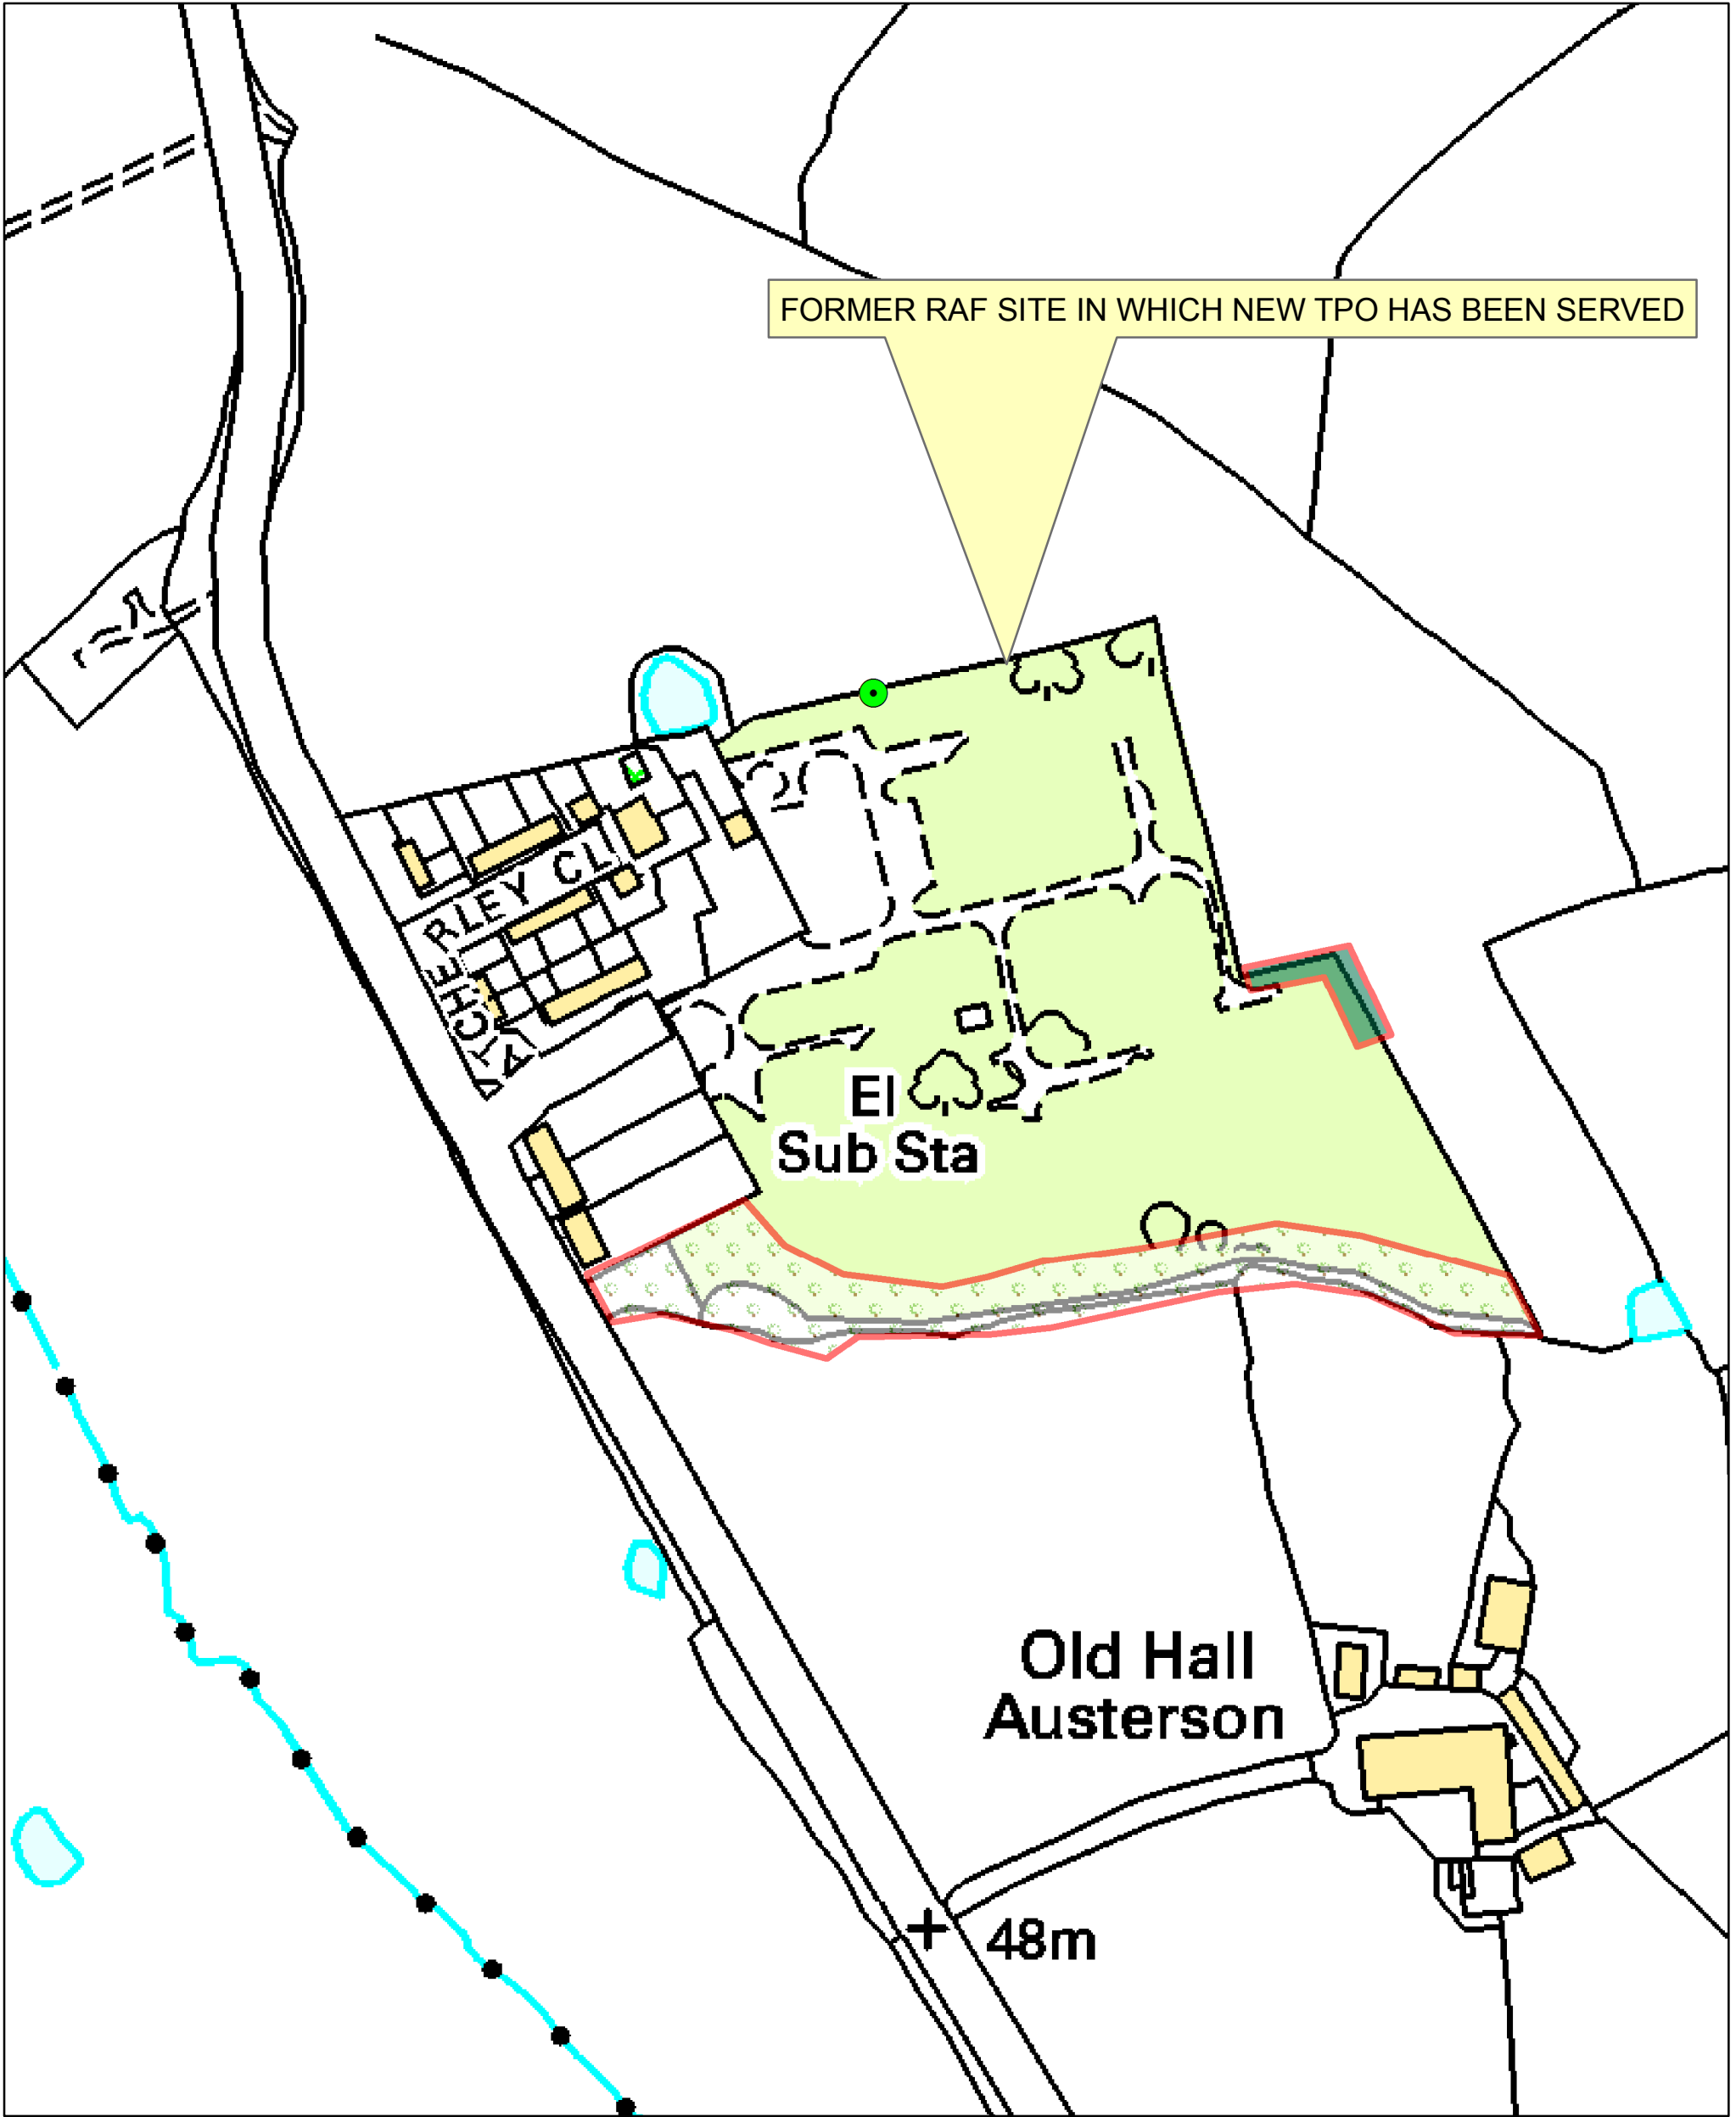 FORMER RAF SITE IN WHICH NEW TPO HAS BEEN SERVED
RLEY CL
El
Sub Sta
Old Hall
Austerson
48m